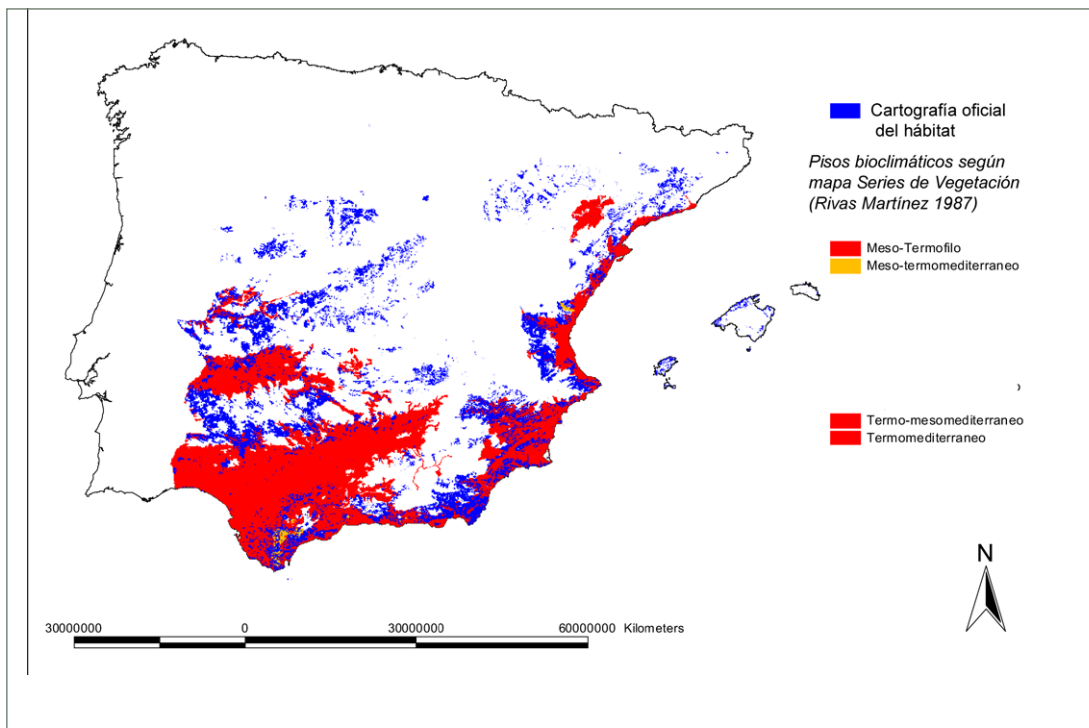 Cartografía oficial
del hábitat
Pisos bioclimáticos según
mapa Series de Vegetación
(Rivas Martínez 1987)
Meso-Termofilo
Meso-termomediterraneo
Termo-mesomediterraneo
Termomediterraneo
N
30000000 0 30000000 60000000 Kilometers